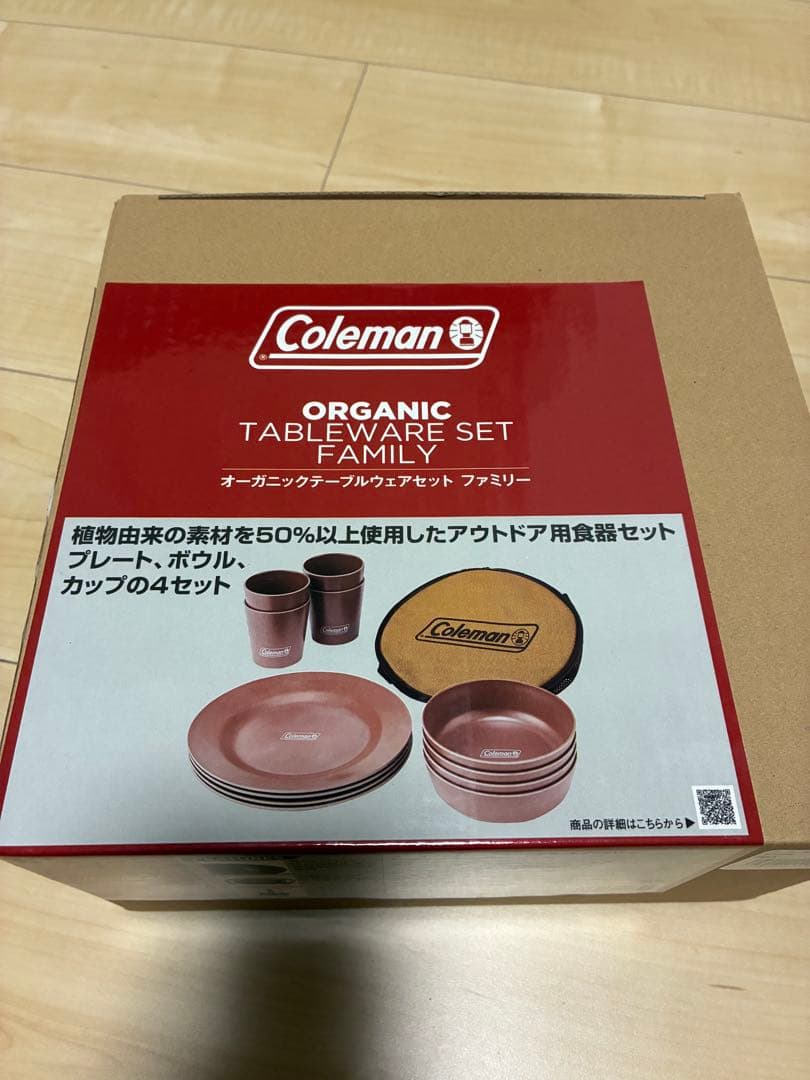 Coleman
ORGANIC
TABLEWARE SET
FAMILY
オーガニックテーブルウェアセット ファミリー
植物由来の素材を50%以上使用したアウトドア用食器セット
プレート、ボウル、
カップの4セット
Coleman
Coleman
Coleman
Coleman
Coleman
商品の詳細はこちらから▶